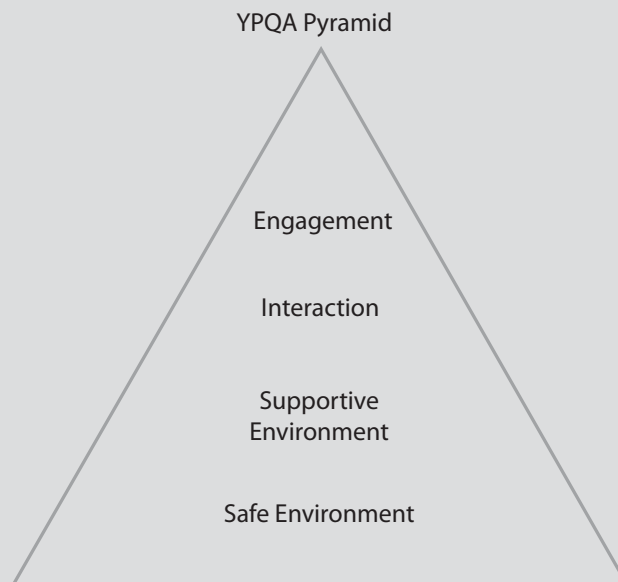 YPQA Pyramid
Engagement
Interaction
Supportive
Environment
Safe Environment